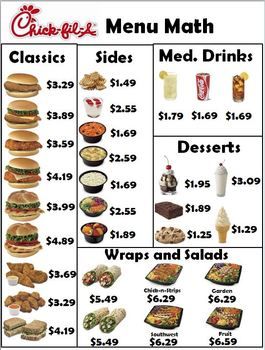 Chick-fil-A Menu Math
Classics
$3.29
$3.89
$3.59
$4.19
$3.99
$4.89
$3.69
$3.29
$4.19
Sides
$1.49
$2.55
$1.69
$2.59
$1.69
$2.55
$1.89
Med. Drinks
$1.79 $1.69 $1.69
Desserts
$1.95 $3.09
$1.89
$1.25 $1.29
Wraps and Salads
Chick-n-Strips Garden
$5.49 $6.29 $6.29
Southwest Fruit
$5.49 $6.29 $6.59